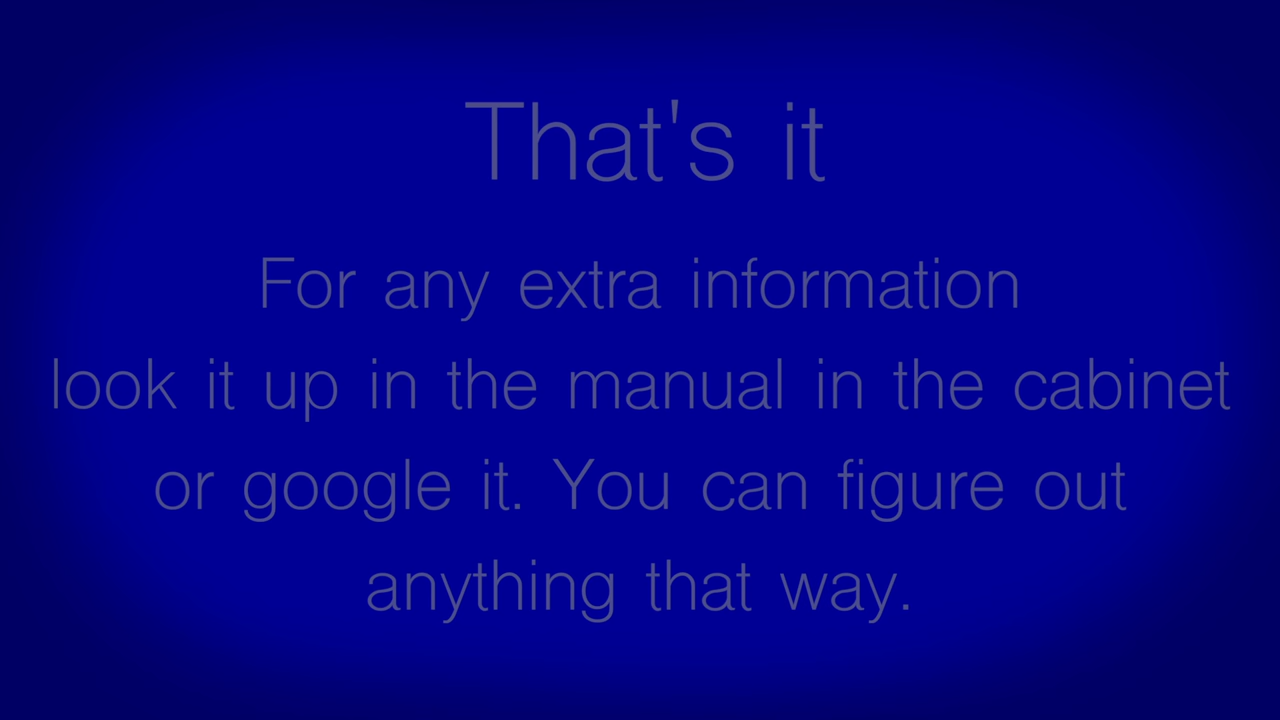 That's it
For any extra information
look it up in the manual in the cabinet
or google it. You can figure out
anything that way.